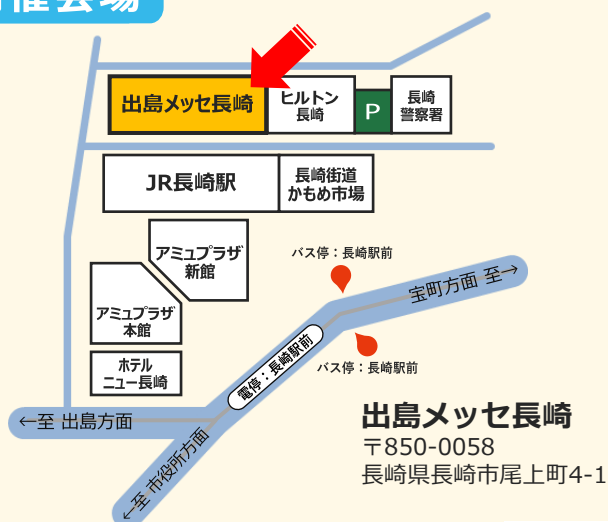 開催会場
出島メッセ長崎
ヒルトン
長崎
P
長崎
警察署
JR長崎駅
長崎街道
かもめ市場
アミュプラザ
新館
バス停:長崎駅前
宝町方面 至→
アミュプラザ
本館
電停:長崎駅前
バス停:長崎駅前
ホテル
ニュー長崎
←至 出島方面
←至 市役所方面
出島メッセ長崎
〒850-0058
長崎県長崎市尾上町4-1